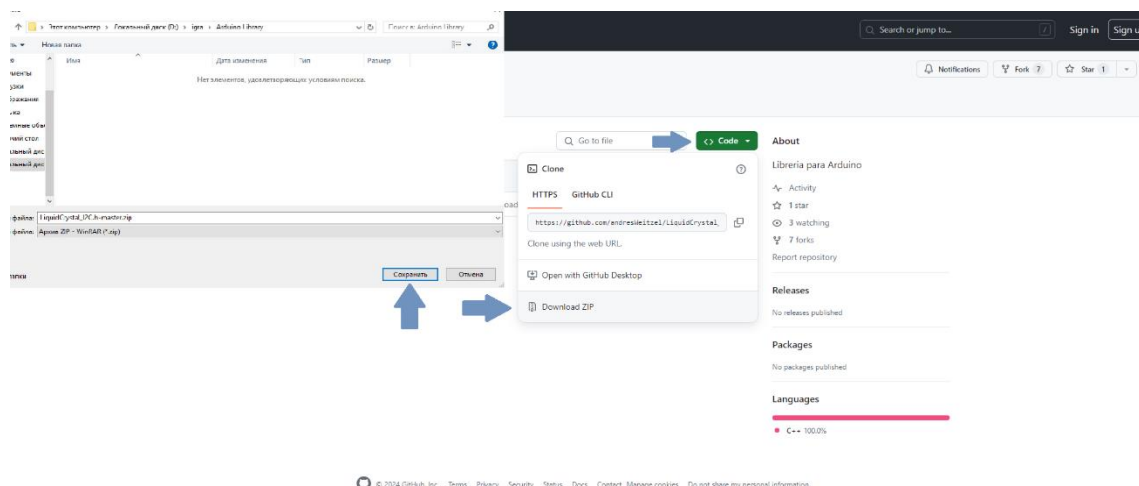 Этот компьютер › Локальный диск (D:) › igra › Arduino Library
Поиск в: Arduino Library
Новая папка
Имя
Дата изменения
Тип
Размер
Нет элементов, удовлетворяющих условиям поиска.
файла: LiquidCrystal_I2C.h-master.zip
файла: Архив ZIP - WinRAR (*.zip)
Сохранить
Отмена
Search or jump to...
/
Sign in
Sign u
Notifications
Fork 7
Star 1
Go to file
<> Code
Clone
HTTPS
GitHub CLI
https://github.com/andresWeitzel/LiquidCrystal_
Clone using the web URL.
Open with GitHub Desktop
Download ZIP
About
Libreria para Arduino
Activity
1 star
3 watching
7 forks
Report repository
Releases
No releases published
Packages
No packages published
Languages
C++ 100.0%
© 2024 GitHub, Inc.
Terms
Privacy
Security
Status
Docs
Contact
Manage cookies
Do not share my personal information